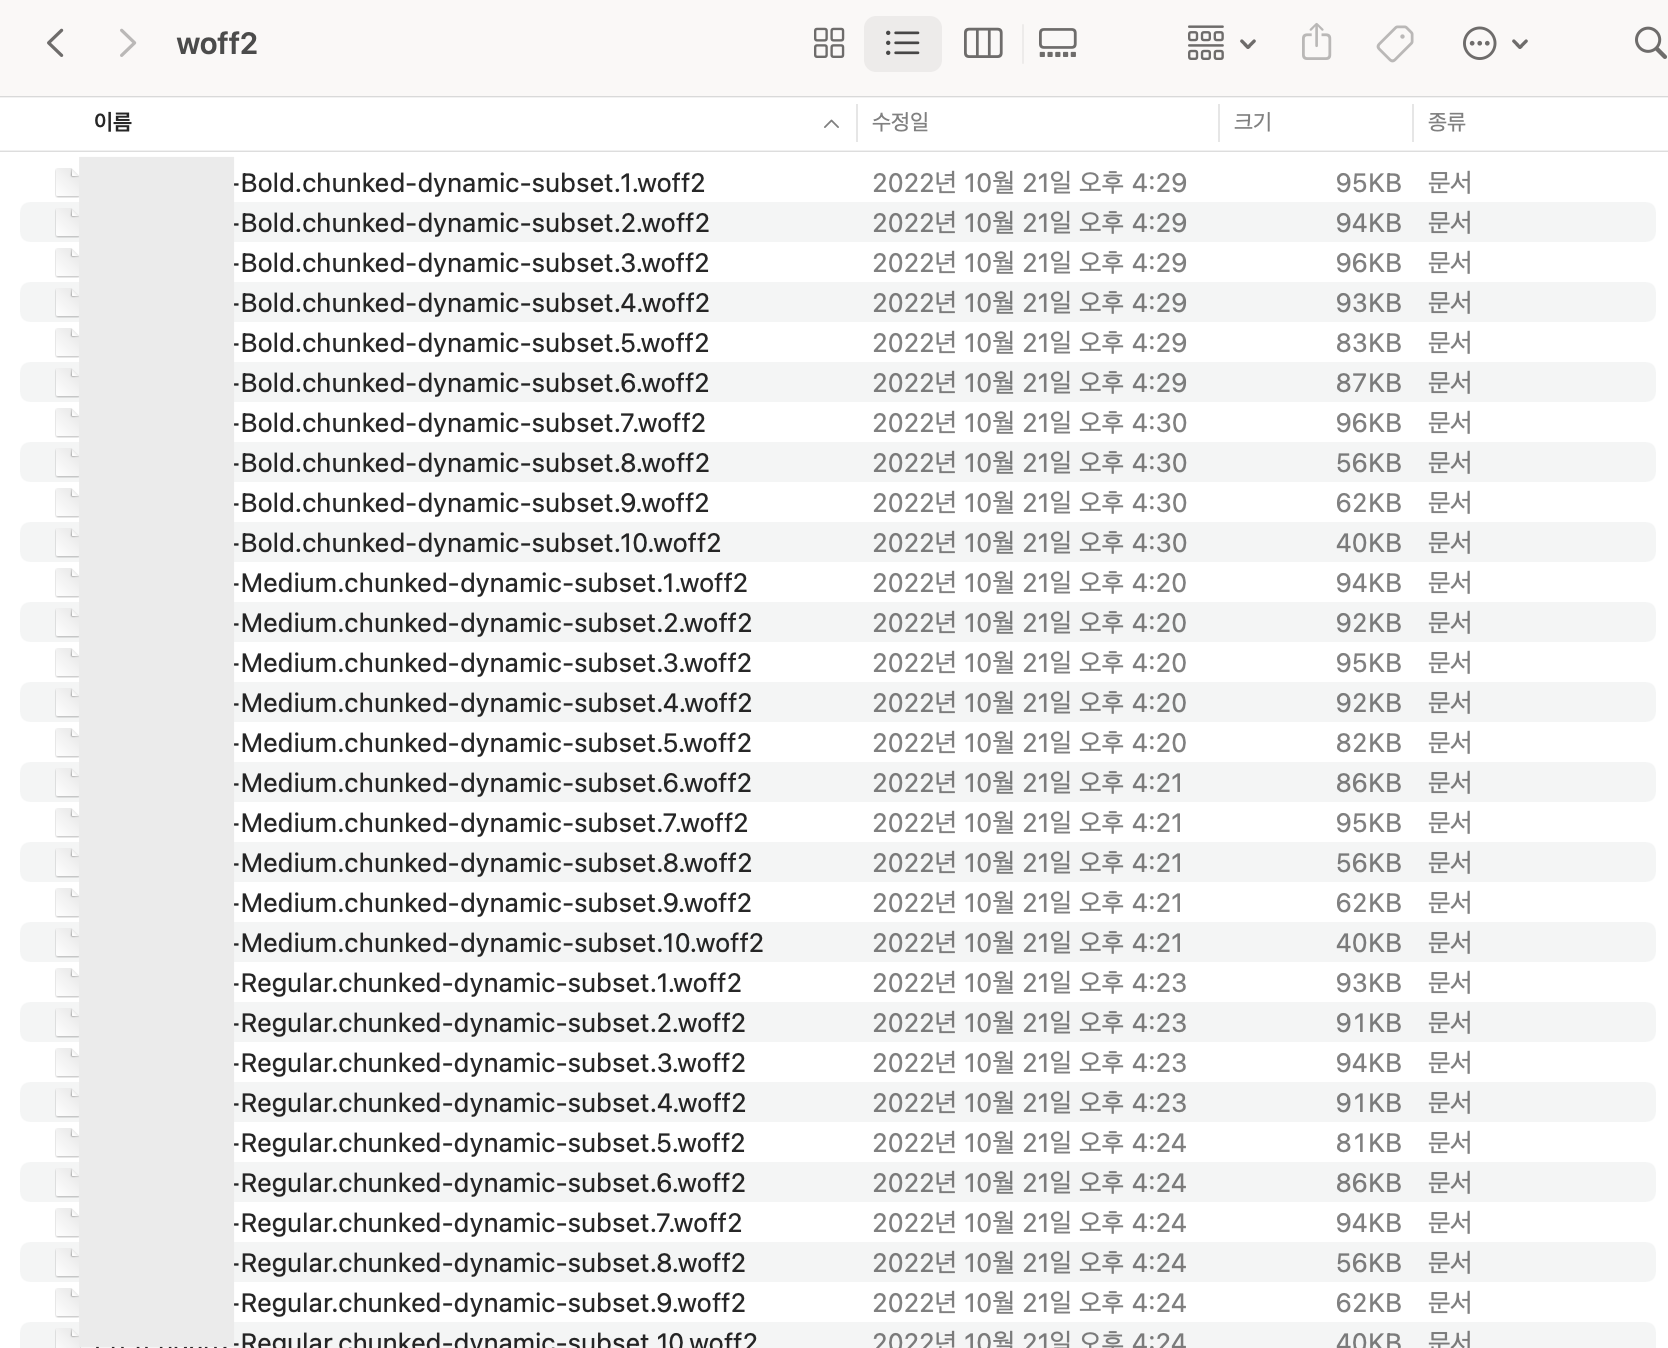 woff2
이름 수정일 크기 종류
-Bold.chunked-dynamic-subset.1.woff2 2022년 10월 21일 오후 4:29 95KB 문서
-Bold.chunked-dynamic-subset.2.woff2 2022년 10월 21일 오후 4:29 94KB 문서
-Bold.chunked-dynamic-subset.3.woff2 2022년 10월 21일 오후 4:29 96KB 문서
-Bold.chunked-dynamic-subset.4.woff2 2022년 10월 21일 오후 4:29 93KB 문서
-Bold.chunked-dynamic-subset.5.woff2 2022년 10월 21일 오후 4:29 83KB 문서
-Bold.chunked-dynamic-subset.6.woff2 2022년 10월 21일 오후 4:29 87KB 문서
-Bold.chunked-dynamic-subset.7.woff2 2022년 10월 21일 오후 4:30 96KB 문서
-Bold.chunked-dynamic-subset.8.woff2 2022년 10월 21일 오후 4:30 56KB 문서
-Bold.chunked-dynamic-subset.9.woff2 2022년 10월 21일 오후 4:30 62KB 문서
-Bold.chunked-dynamic-subset.10.woff2 2022년 10월 21일 오후 4:30 40KB 문서
-Medium.chunked-dynamic-subset.1.woff2 2022년 10월 21일 오후 4:20 94KB 문서
-Medium.chunked-dynamic-subset.2.woff2 2022년 10월 21일 오후 4:20 92KB 문서
-Medium.chunked-dynamic-subset.3.woff2 2022년 10월 21일 오후 4:20 95KB 문서
-Medium.chunked-dynamic-subset.4.woff2 2022년 10월 21일 오후 4:20 92KB 문서
-Medium.chunked-dynamic-subset.5.woff2 2022년 10월 21일 오후 4:20 82KB 문서
-Medium.chunked-dynamic-subset.6.woff2 2022년 10월 21일 오후 4:21 86KB 문서
-Medium.chunked-dynamic-subset.7.woff2 2022년 10월 21일 오후 4:21 95KB 문서
-Medium.chunked-dynamic-subset.8.woff2 2022년 10월 21일 오후 4:21 56KB 문서
-Medium.chunked-dynamic-subset.9.woff2 2022년 10월 21일 오후 4:21 62KB 문서
-Medium.chunked-dynamic-subset.10.woff2 2022년 10월 21일 오후 4:21 40KB 문서
-Regular.chunked-dynamic-subset.1.woff2 2022년 10월 21일 오후 4:23 93KB 문서
-Regular.chunked-dynamic-subset.2.woff2 2022년 10월 21일 오후 4:23 91KB 문서
-Regular.chunked-dynamic-subset.3.woff2 2022년 10월 21일 오후 4:23 94KB 문서
-Regular.chunked-dynamic-subset.4.woff2 2022년 10월 21일 오후 4:23 91KB 문서
-Regular.chunked-dynamic-subset.5.woff2 2022년 10월 21일 오후 4:24 81KB 문서
-Regular.chunked-dynamic-subset.6.woff2 2022년 10월 21일 오후 4:24 86KB 문서
-Regular.chunked-dynamic-subset.7.woff2 2022년 10월 21일 오후 4:24 94KB 문서
-Regular.chunked-dynamic-subset.8.woff2 2022년 10월 21일 오후 4:24 56KB 문서
-Regular.chunked-dynamic-subset.9.woff2 2022년 10월 21일 오후 4:24 62KB 문서
-Regular.chunked-dynamic-subset.10.woff2 2022년 10월 21일 오후 4:24 40KB 문서